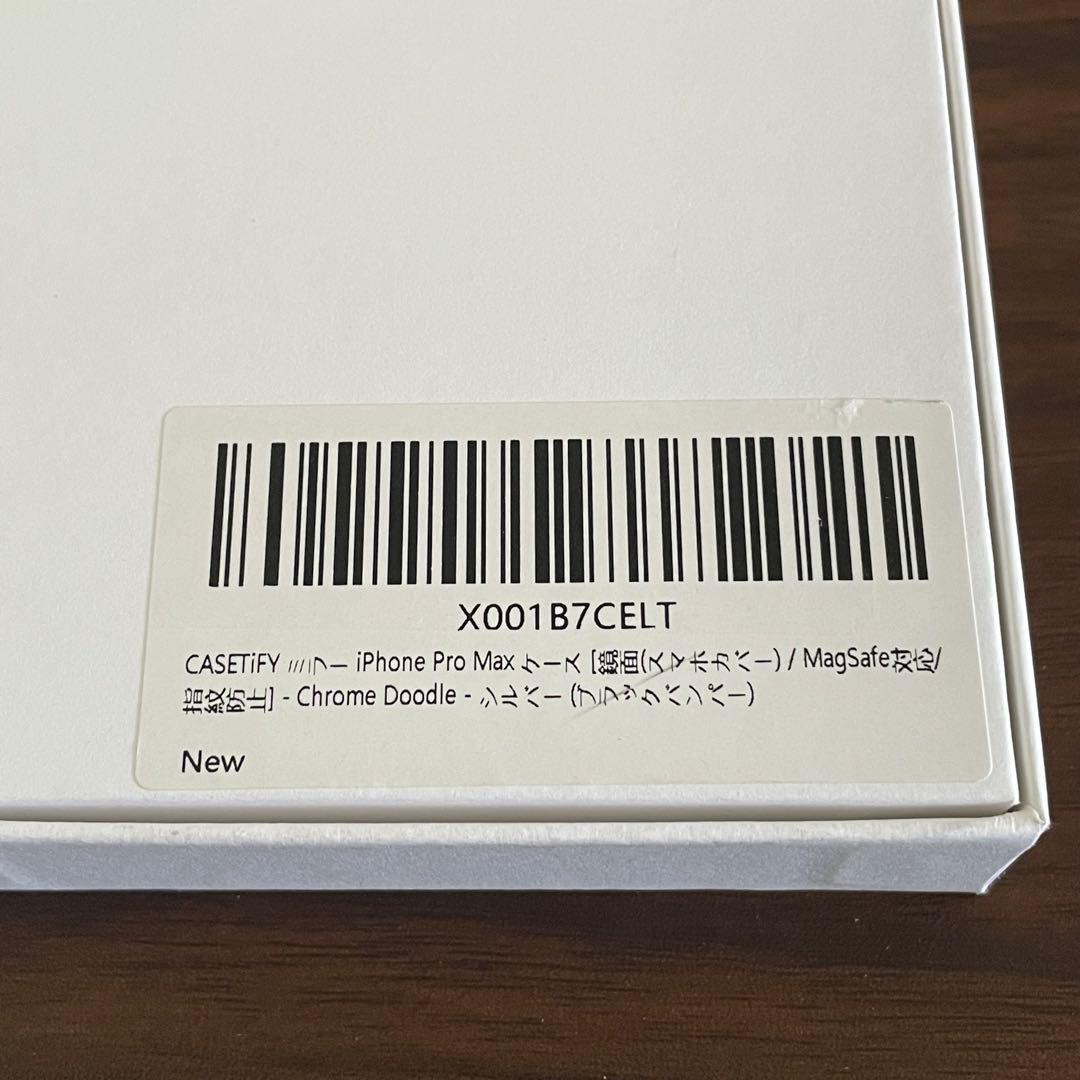 X001B7CELT
CASETiFY ミラー iPhone Pro Max ケース [鏡面(スマホカバー) / MagSafe対応/
指紋防止] - Chrome Doodle - シルバー (ブラックバンパー)
New